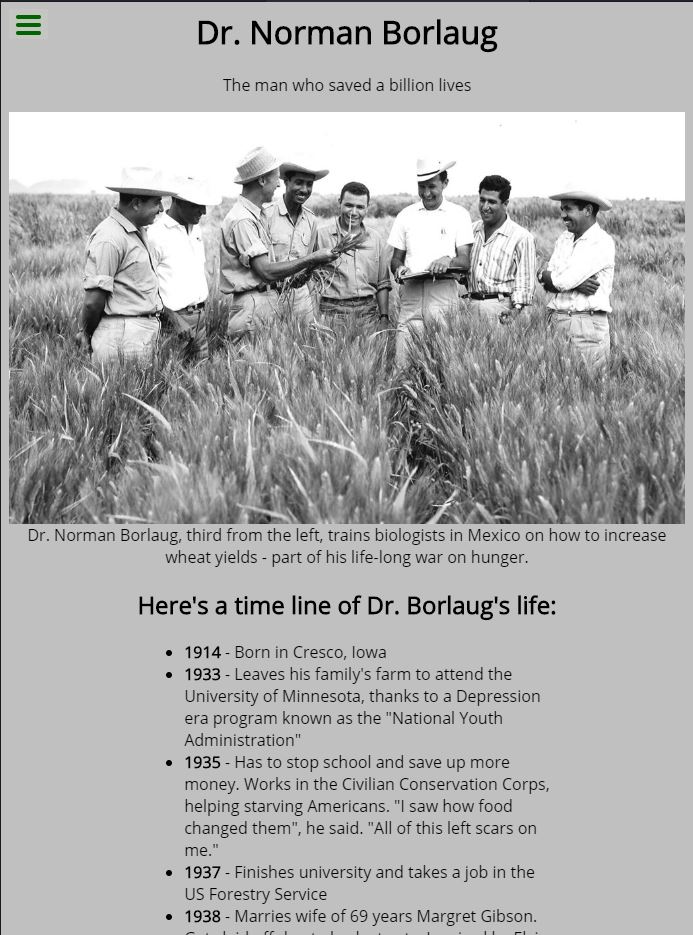 Dr. Norman Borlaug
The man who saved a billion lives
Dr. Norman Borlaug, third from the left, trains biologists in Mexico on how to increase
wheat yields - part of his life-long war on hunger.
Here's a time line of Dr. Borlaug's life:
1914 - Born in Cresco, Iowa
1933 - Leaves his family's farm to attend the
University of Minnesota, thanks to a Depression
era program known as the "National Youth
Administration"
1935 - Has to stop school and save up more
money. Works in the Civilian Conservation Corps,
helping starving Americans. "I saw how food
changed them", he said. "All of this left scars on
me."
1937 - Finishes university and takes a job in the
US Forestry Service
1938 - Marries wife of 69 years Margret Gibson.